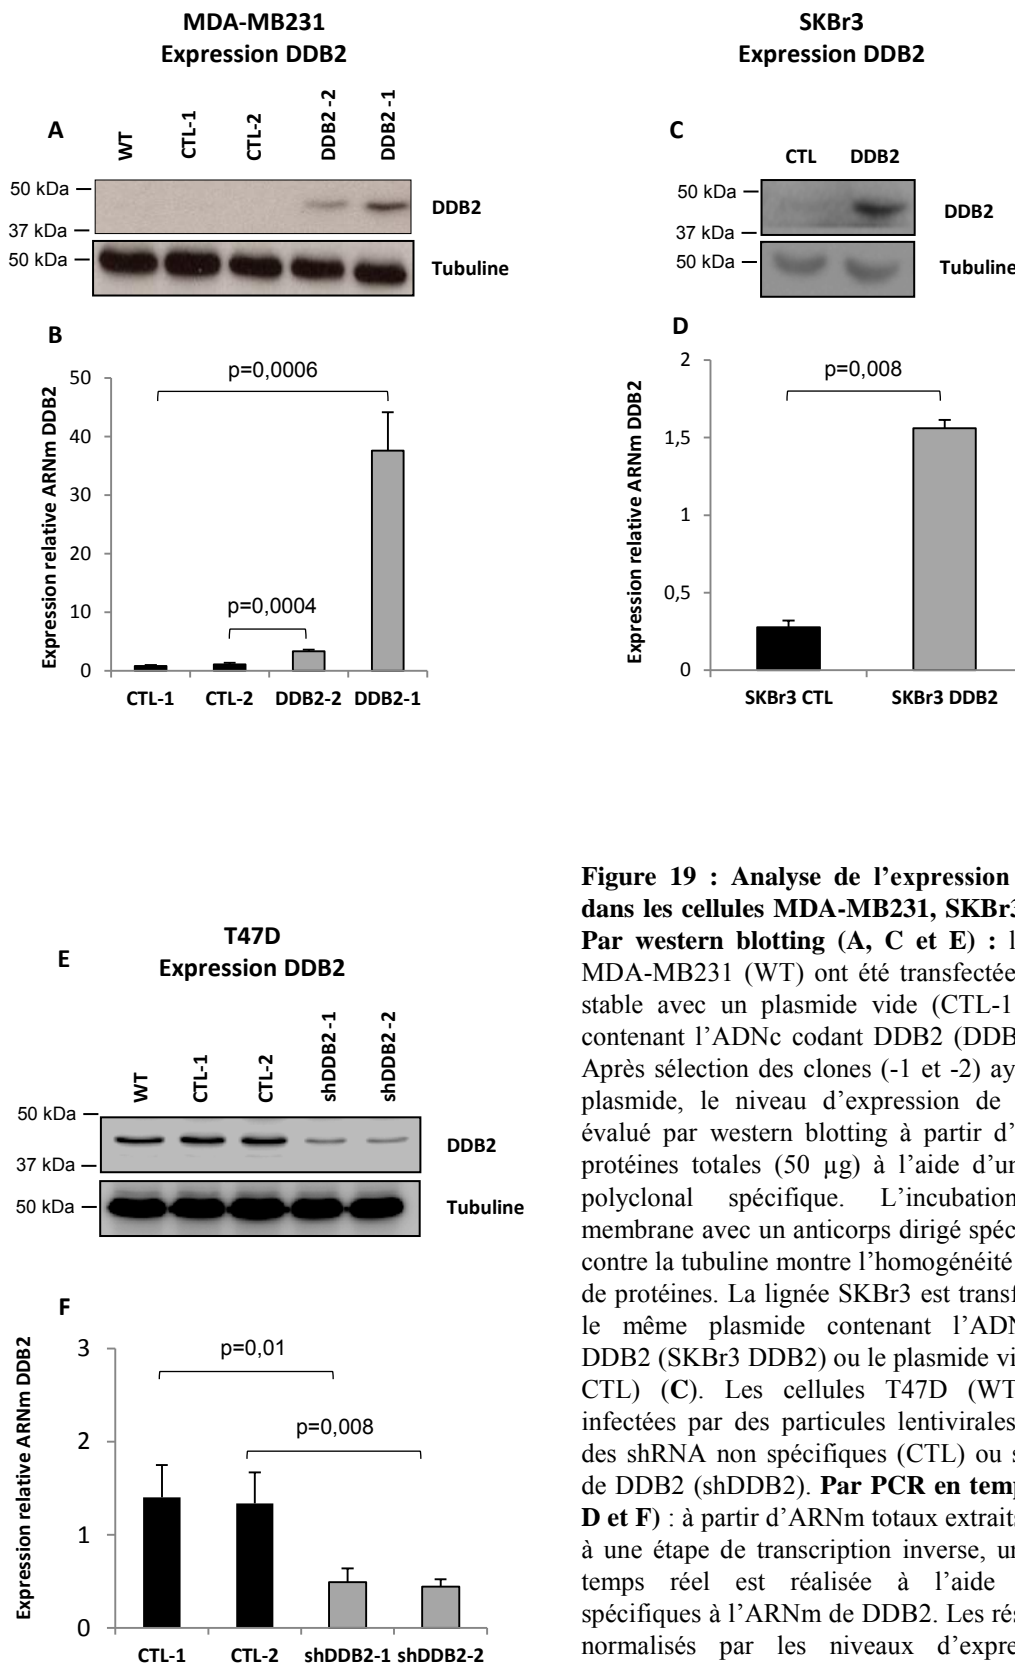 MDA-MB231
Expression DDB2
A
WT
CTL-1
CTL-2
DDB2 -2
DDB2 -1
50 kDa
37 kDa
50 kDa
DDB2
Tubuline
B
Expression relative ARNm DDB2
50
40
30
20
10
0
p=0,0006
p=0,0004
CTL-1 CTL-2 DDB2-2 DDB2-1
SKBr3
Expression DDB2
C
CTL DDB2
50 kDa
37 kDa
50 kDa
DDB2
Tubuline
D
Expression relative ARNm DDB2
2
1,5
1
0,5
0
p=0,008
SKBr3 CTL SKBr3 DDB2
T47D
Expression DDB2
E
WT
CTL-1
CTL-2
shDDB2 -1
shDDB2 -2
50 kDa
37 kDa
50 kDa
DDB2
Tubuline
F
Expression relative ARNm DDB2
3
2
1
0
p=0,01
p=0,008
CTL-1 CTL-2 shDDB2-1 shDDB2-2
Figure 19 : Analyse de l’expression
dans les cellules MDA-MB231, SKBr3
Par western blotting (A, C et E) : l
MDA-MB231 (WT) ont été transfectée
stable avec un plasmide vide (CTL-1
contenant l’ADNc codant DDB2 (DDB
Après sélection des clones (-1 et -2) ay
plasmide, le niveau d’expression de
évalué par western blotting à partir d’
protéines totales (50 µg) à l’aide d’un
polyclonal spécifique. L’incubation
membrane avec un anticorps dirigé spéc
contre la tubuline montre l’homogénéité
de protéines. La lignée SKBr3 est transf
le même plasmide contenant l’ADN
DDB2 (SKBr3 DDB2) ou le plasmide vi
CTL) (C). Les cellules T47D (WT
infectées par des particules lentivirales
des shRNA non spécifiques (CTL) ou s
de DDB2 (shDDB2). Par PCR en temp
D et F) : à partir d’ARNm totaux extraits
à une étape de transcription inverse, un
temps réel est réalisée à l’aide
spécifiques à l’ARNm de DDB2. Les rés
normalisés par les niveaux d’expre